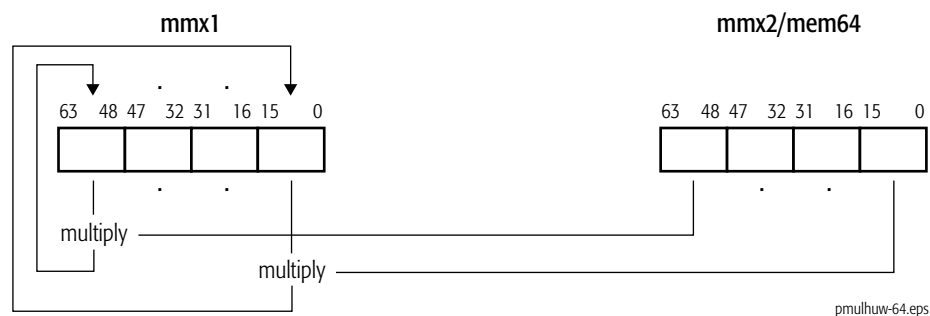 mmx1 mmx2/mem64
. .
63 48 47 32 31 16 15 0 63 48 47 32 31 16 15 0
. . . .
multiply
multiply
pmulhuw-64.eps